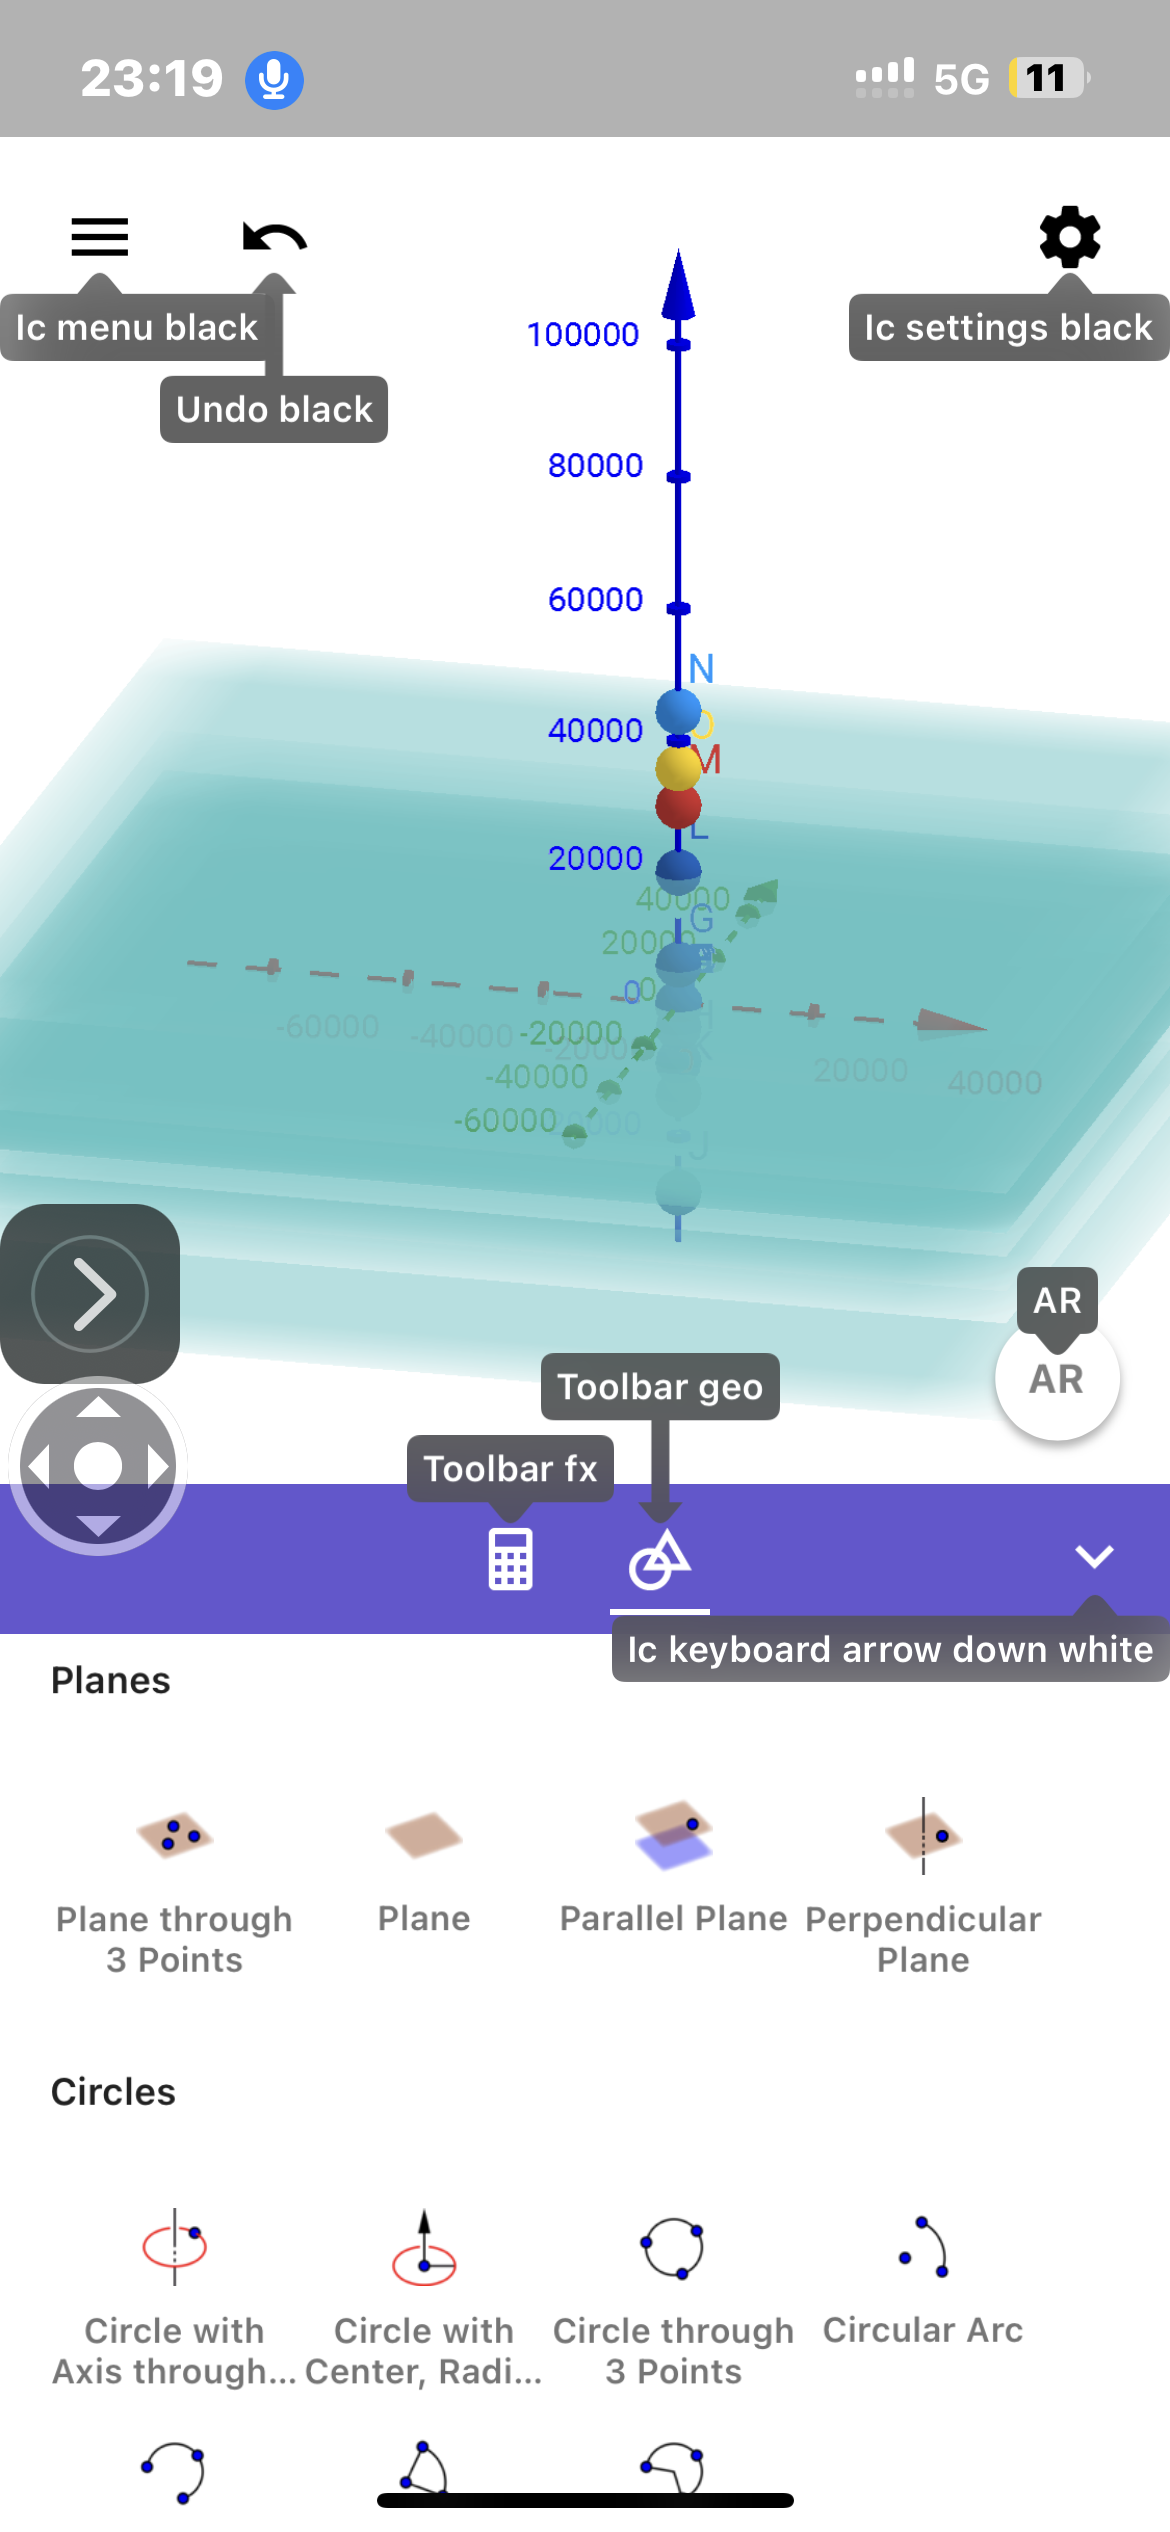 23:19
5G
11
Ic menu black
Undo black
Ic settings black
100000
80000
60000
N
40000
O
M
L
20000
40000
G
20000
0
0
-60000
-40000
-20000
-20000
20000
40000
-40000
-60000
J
AR
AR
Toolbar geo
Toolbar fx
Ic keyboard arrow down white
Planes
Plane through
3 Points
Plane
Parallel Plane
Perpendicular
Plane
Circles
Circle with
Axis through...
Circle with
Center, Radi...
Circle through
3 Points
Circular Arc